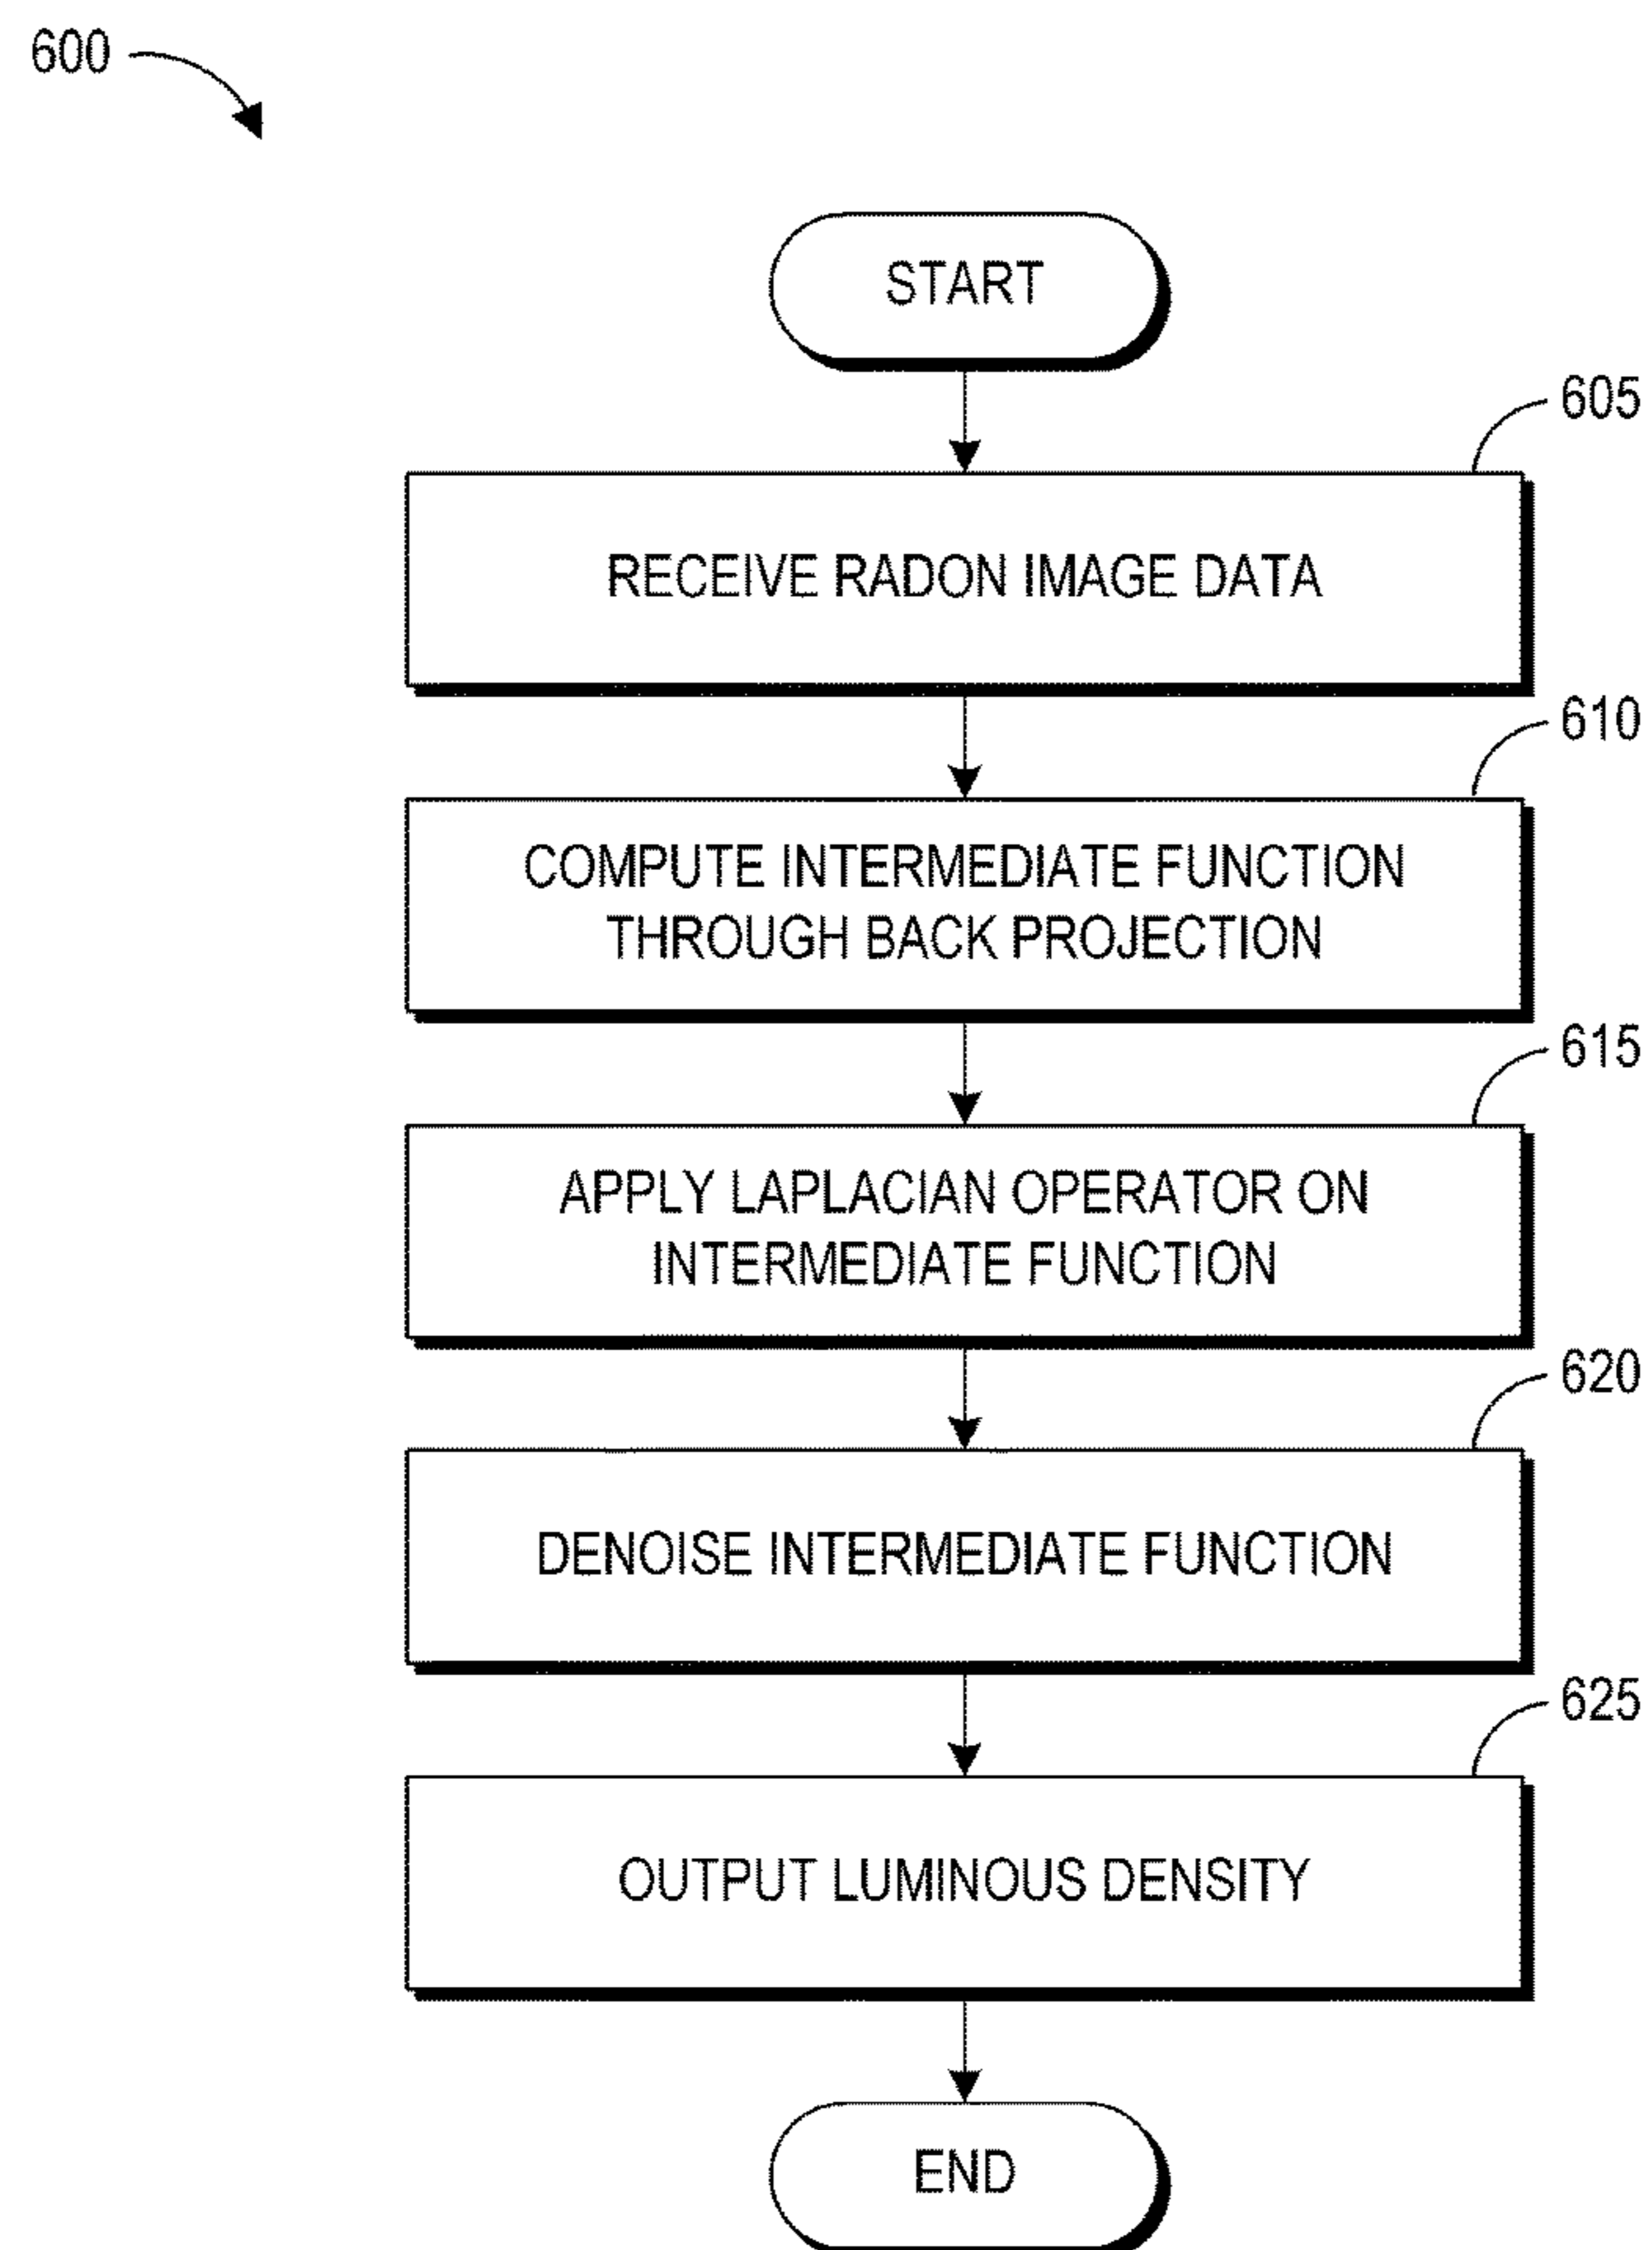 600
START
605
RECEIVE RADON IMAGE DATA
610
COMPUTE INTERMEDIATE FUNCTION
THROUGH BACK PROJECTION
615
APPLY LAPLACIAN OPERATOR ON
INTERMEDIATE FUNCTION
620
DENOISE INTERMEDIATE FUNCTION
625
OUTPUT LUMINOUS DENSITY
END